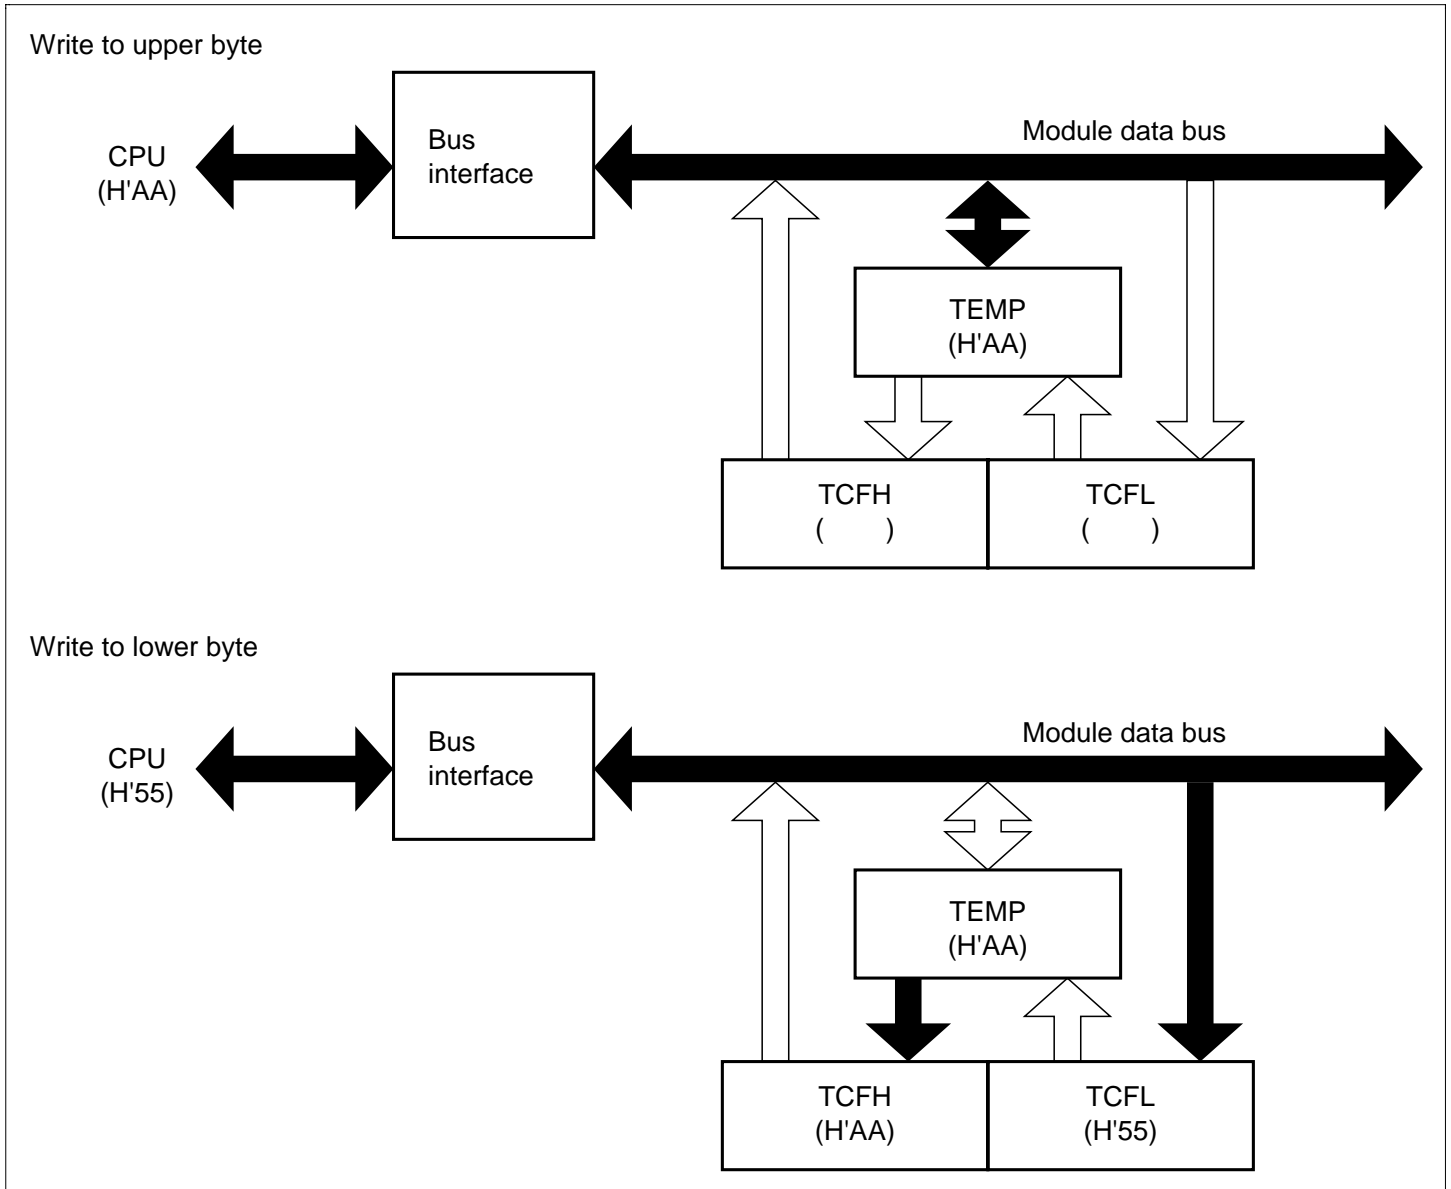 Write to upper byte
CPU
(H'AA)
Bus
interface
Module data bus
TEMP
(H'AA)
TCFH
( )
TCFL
( )
Write to lower byte
CPU
(H'55)
Bus
interface
Module data bus
TEMP
(H'AA)
TCFH
(H'AA)
TCFL
(H'55)